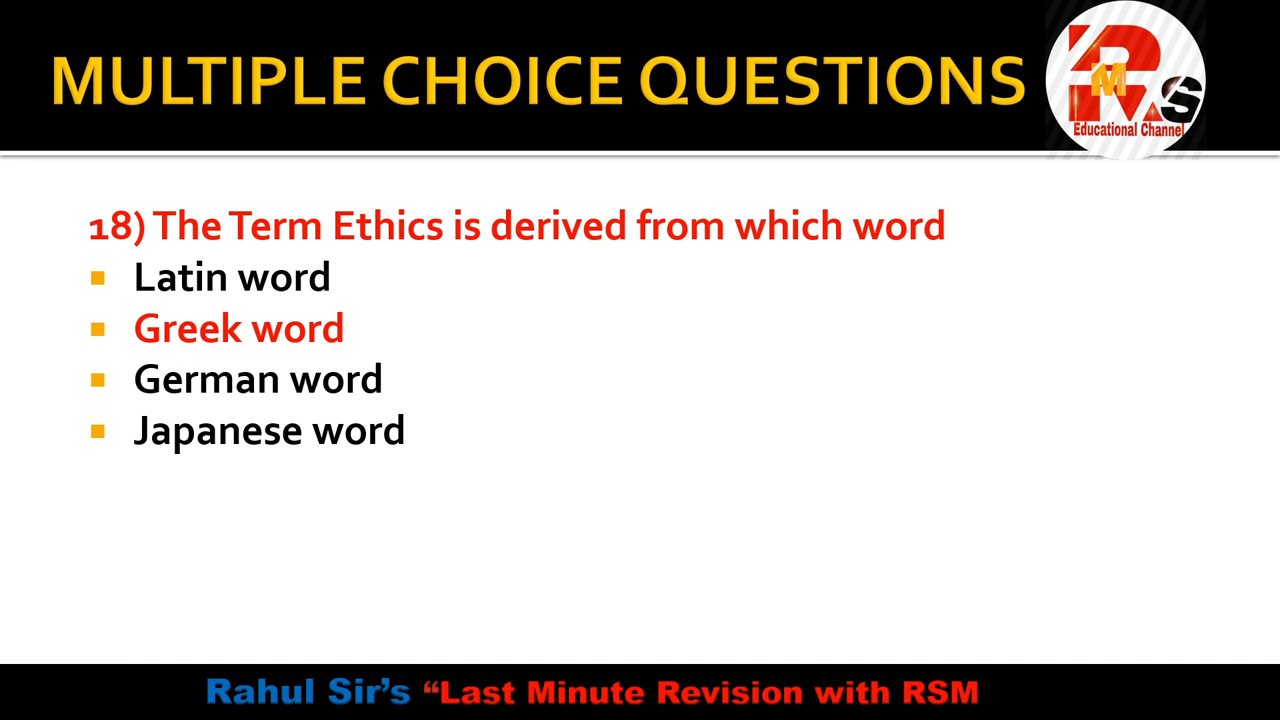 MULTIPLE CHOICE QUESTIONS
RMS
Educational Channel
18) The Term Ethics is derived from which word
Latin word
Greek word
German word
Japanese word
Rahul Sir's "Last Minute Revision with RSM